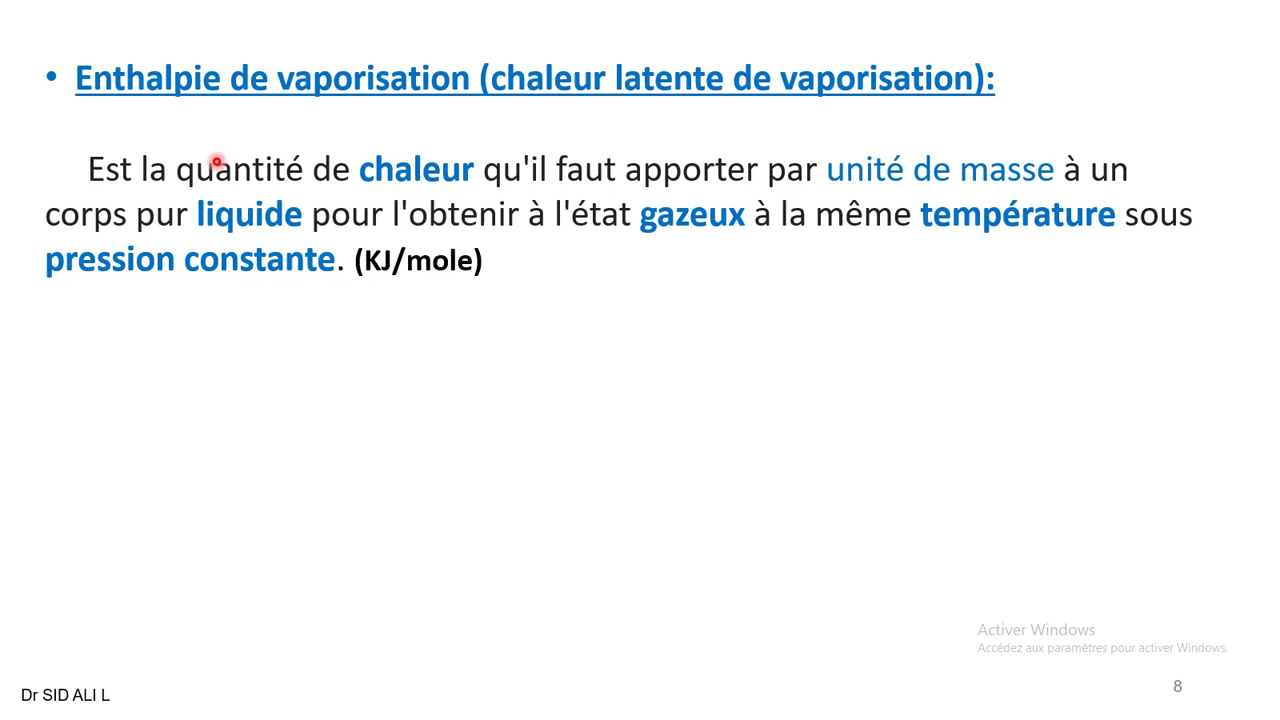 • Enthalpie de vaporisation (chaleur latente de vaporisation):
Est la quantité de chaleur qu'il faut apporter par unité de masse à un
corps pur liquide pour l'obtenir à l'état gazeux à la même température sous
pression constante. (KJ/mole)
Activer Windows
Accédez aux paramètres pour activer Windows.
Dr SID ALI L
8